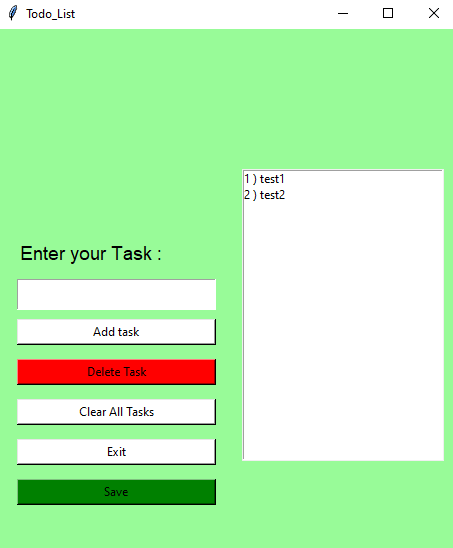 Todo_List
1 ) test1
2 ) test2
Enter your Task :
Add task
Delete Task
Clear All Tasks
Exit
Save